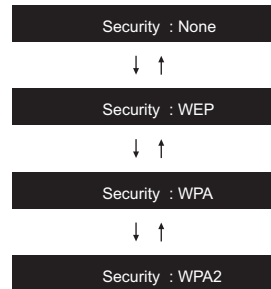 Security : None
↓ ↑
Security : WEP
↓ ↑
Security : WPA
↓ ↑
Security : WPA2